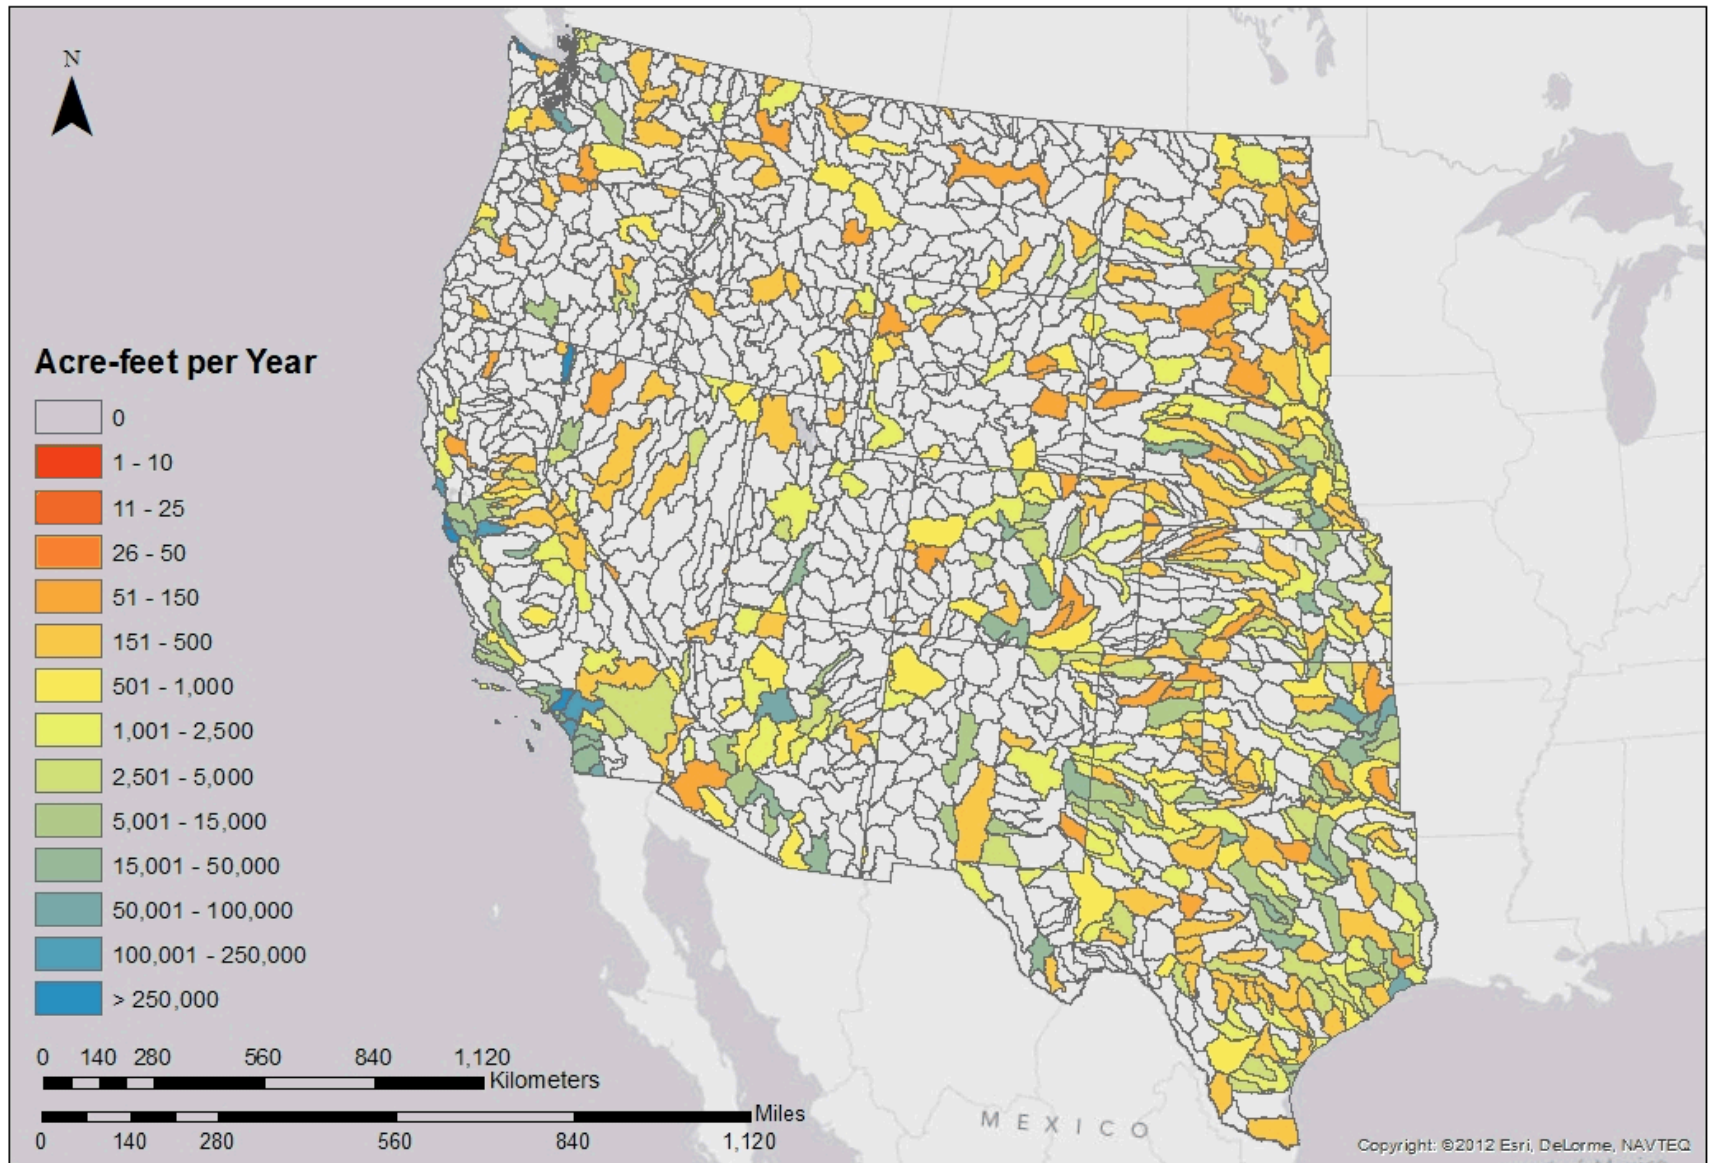 N
Acre-feet per Year
0
1 - 10
11 - 25
26 - 50
51 - 150
151 - 500
501 - 1,000
1,001 - 2,500
2,501 - 5,000
5,001 - 15,000
15,001 - 50,000
50,001 - 100,000
100,001 - 250,000
> 250,000
0 140 280 560 840 1,120
Kilometers
Miles
0 140 280 560 840 1,120
MEXICO
Copyright: ©2012 Esri, DeLorme, NAVTEQ